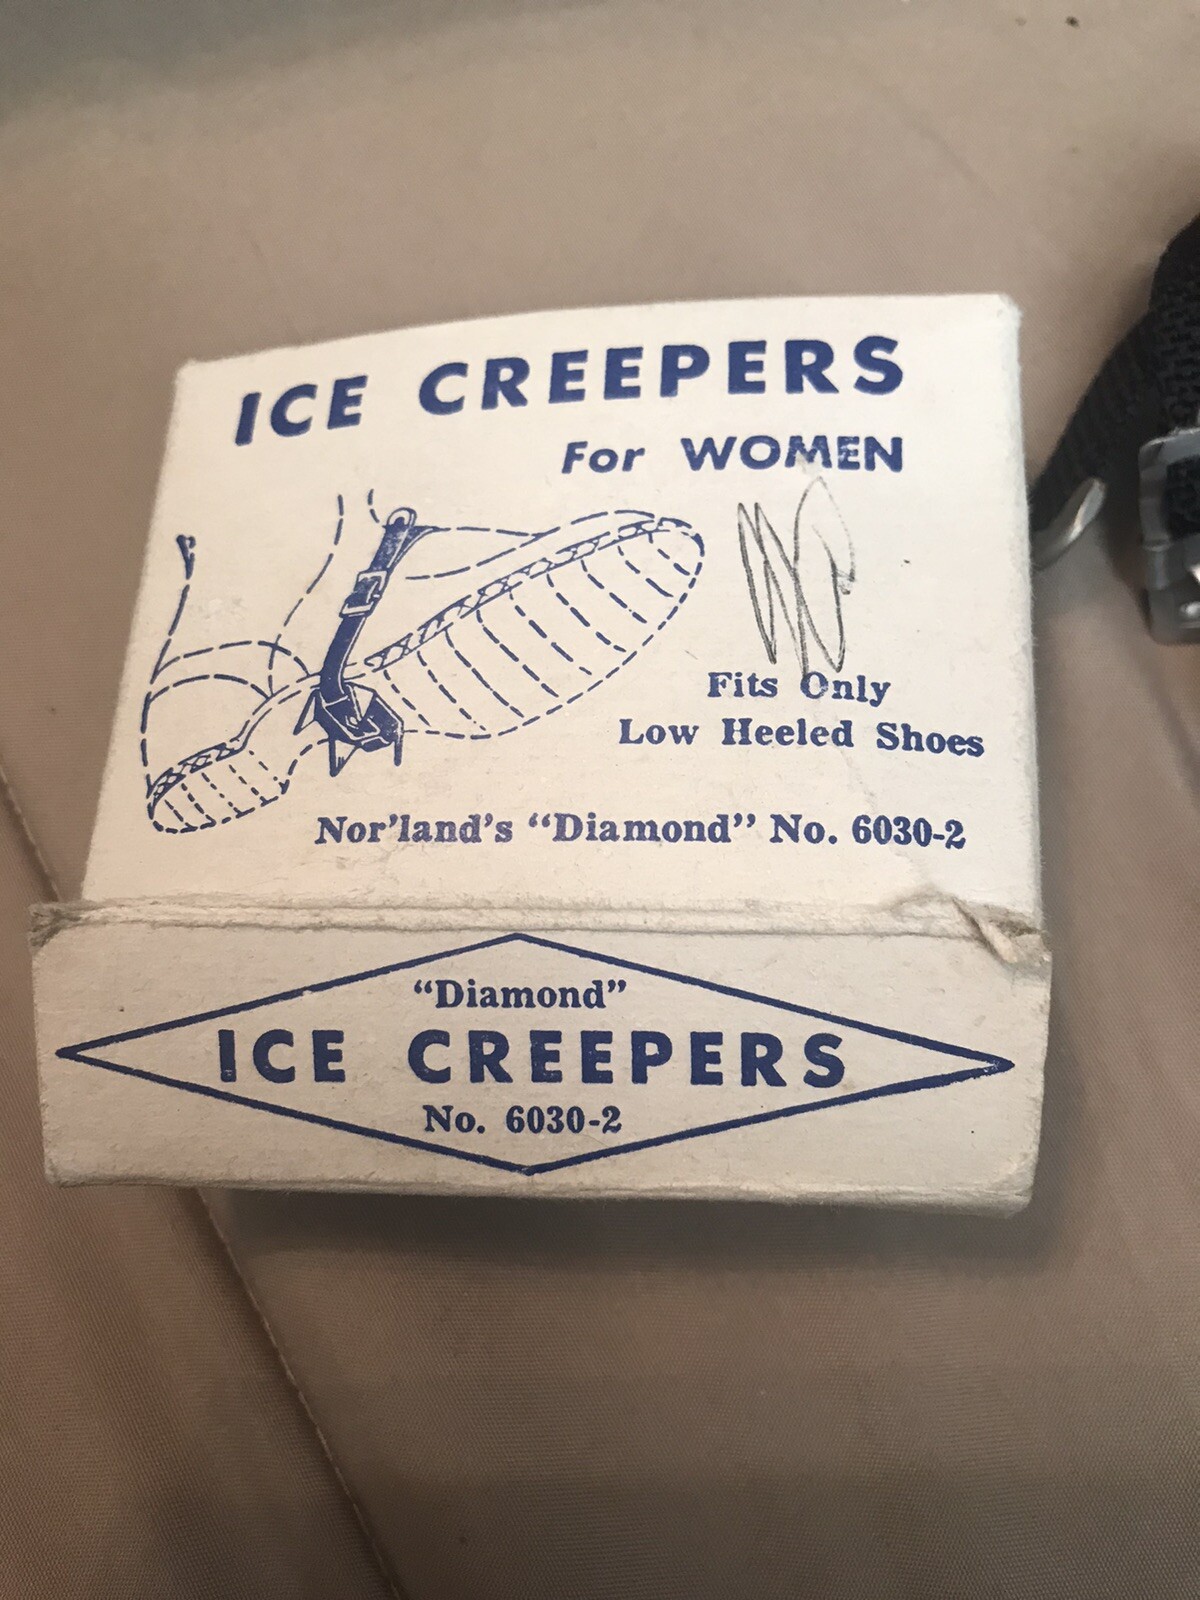 ICE CREEPERS
For WOMEN
Fits Only
Low Heeled Shoes
Nor'land's "Diamond" No. 6030-2
"Diamond"
ICE CREEPERS
No. 6030-2